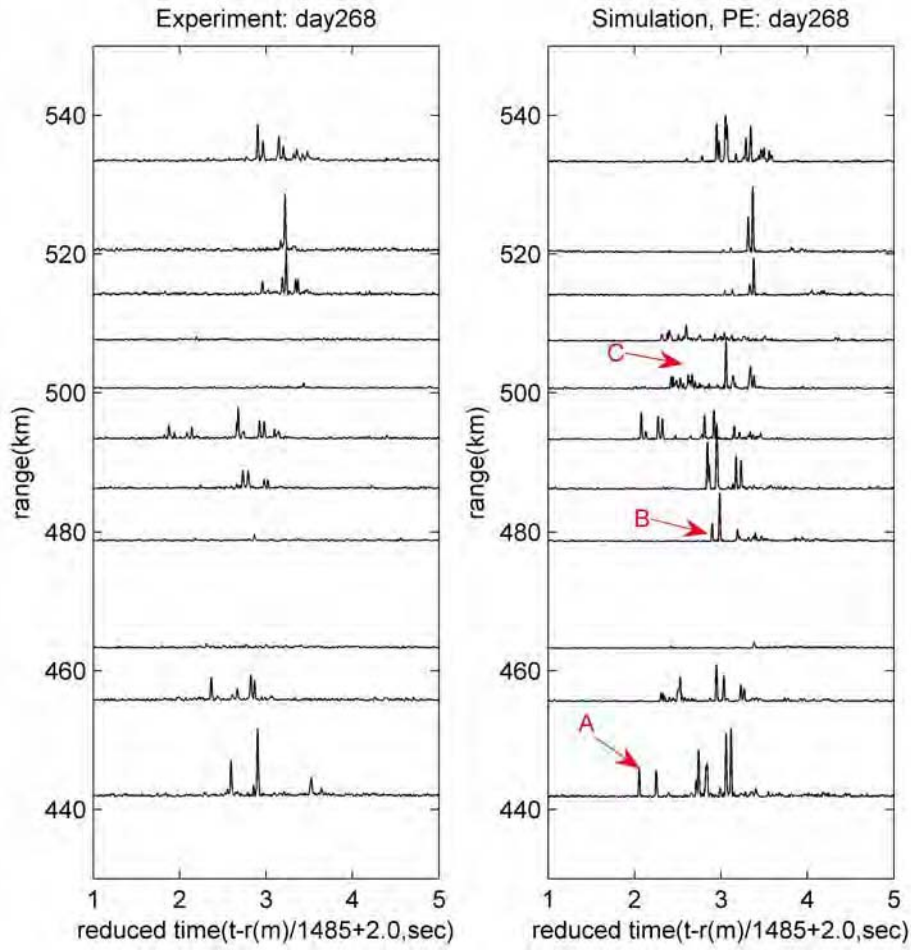 Experiment: day268
Simulation, PE: day268
540
520
500
480
460
440
range(km)
1 2 3 4 5
reduced time(t-r(m)/1485+2.0,sec)
540
520
500
480
460
440
range(km)
C
B
A
1 2 3 4 5
reduced time(t-r(m)/1485+2.0,sec)